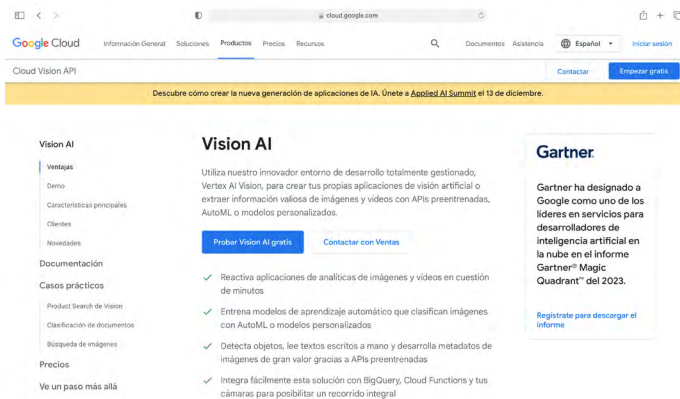 cloud.google.com
Google Cloud
Información General
Soluciones
Productos
Precios
Recursos
Documentos
Asistencia
Español
Iniciar sesión
Cloud Vision API
Contactar
Empezar gratis
Descubre cómo crear la nueva generación de aplicaciones de IA. Únete a Applied AI Summit el 13 de diciembre.
Vision AI
Ventajas
Demo
Características principales
Clientes
Novedades
Documentación
Casos prácticos
Product Search de Vision
Clasificación de documentos
Búsqueda de imágenes
Precios
Ve un paso más allá
Vision AI
Utiliza nuestro innovador entorno de desarrollo totalmente gestionado,
Vertex AI Vision, para crear tus propias aplicaciones de visión artificial o
extraer información valiosa de imágenes y vídeos con APIs preentrenadas,
AutoML o modelos personalizados.
Probar Vision AI gratis
Contactar con Ventas
Reactiva aplicaciones de analíticas de imágenes y vídeos en cuestión
de minutos
Entrena modelos de aprendizaje automático que clasifican imágenes
con AutoML o modelos personalizados
Detecta objetos, lee textos escritos a mano y desarrolla metadatos de
imágenes de gran valor gracias a APIs preentrenadas
Integra fácilmente esta solución con BigQuery, Cloud Functions y tus
cámaras para posibilitar un recorrido integral
Gartner
Gartner ha designado a
Google como uno de los
líderes en servicios para
desarrolladores de
inteligencia artificial en
la nube en el informe
Gartner® Magic
Quadrant™ del 2023.
Regístrate para descargar el
informe